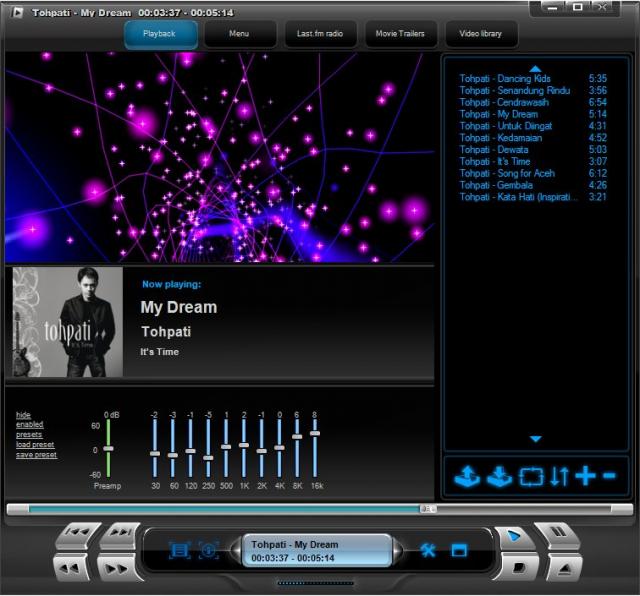 Tohpati - My Dream 00:03:37 - 00:05:14
Playback
Menu
Last.fm radio
Movie Trailers
Video library
Tohpati - Dancing Kids 5:35
Tohpati - Senandung Rindu 3:56
Tohpati - Cendrawasih 6:54
Tohpati - My Dream 5:14
Tohpati - Untuk Diingat 4:31
Tohpati - Kedamaian 4:52
Tohpati - Dewata 5:03
Tohpati - It's Time 3:07
Tohpati - Song for Aceh 6:12
Tohpati - Gembala 4:26
Tohpati - Kata Hati (Inspirati... 3:21
tohpati
It's Time
Now playing:
My Dream
Tohpati
It's Time
hide
enabled
presets
load preset
save preset
0 dB
60
-60
Preamp
-2 -3 -1 -5 1 2 -1 0 6 8
30 60 120 250 500 1K 2K 4K 8K 16k
Tohpati - My Dream
00:03:37 - 00:05:14